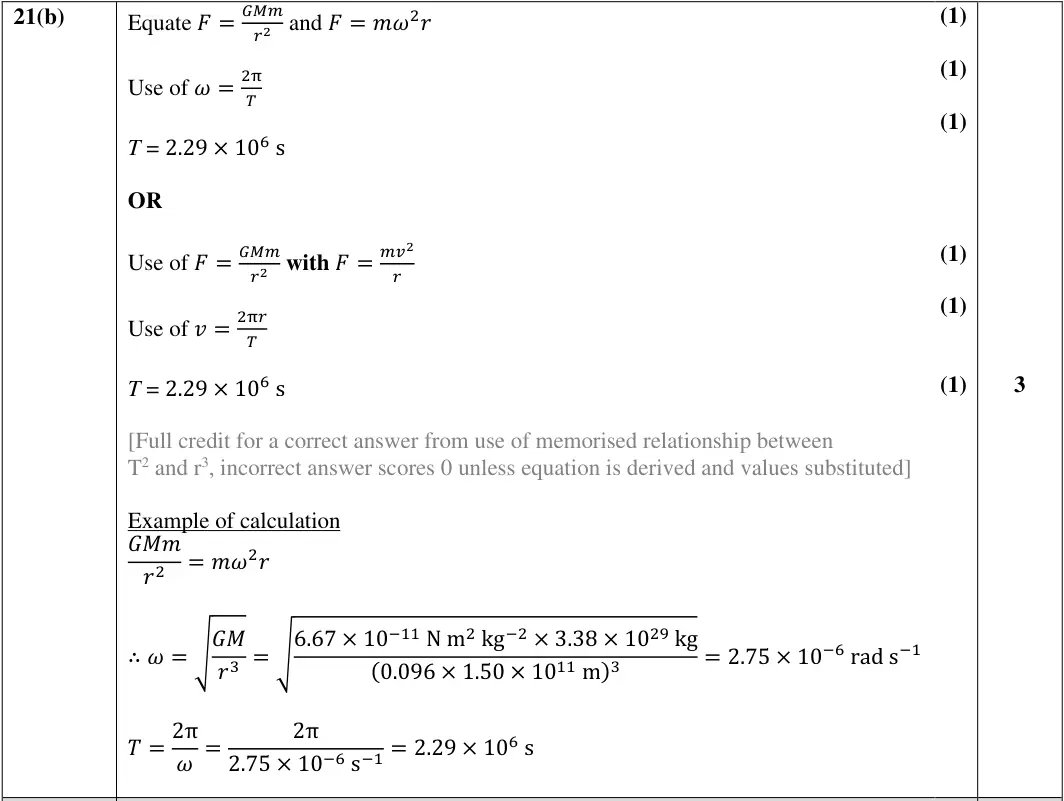 21(b) Equate 𝐹 = 𝐺𝑀𝑚/𝑟² and 𝐹 = 𝑚𝜔²𝑟 (1)
Use of 𝜔 = 2π/𝑇 (1)
T = 2.29 × 10⁶ s (1)
OR
Use of 𝐹 = 𝐺𝑀𝑚/𝑟² with 𝐹 = 𝑚𝑣²/𝑟 (1)
Use of 𝑣 = 2π𝑟/𝑇 (1)
T = 2.29 × 10⁶ s (1) 3
[Full credit for a correct answer from use of memorised relationship between
T² and r³, incorrect answer scores 0 unless equation is derived and values substituted]
Example of calculation
𝐺𝑀𝑚/𝑟² = 𝑚𝜔²𝑟
∴ 𝜔 = √(𝐺𝑀/𝑟³) = √(6.67 × 10⁻¹¹ N m² kg⁻² × 3.38 × 10²⁹ kg/(0.096 × 1.50 × 10¹¹ m)³) = 2.75 × 10⁻⁶ rad s⁻¹
𝑇 = 2π/𝜔 = 2π/2.75 × 10⁻⁶ s⁻¹ = 2.29 × 10⁶ s